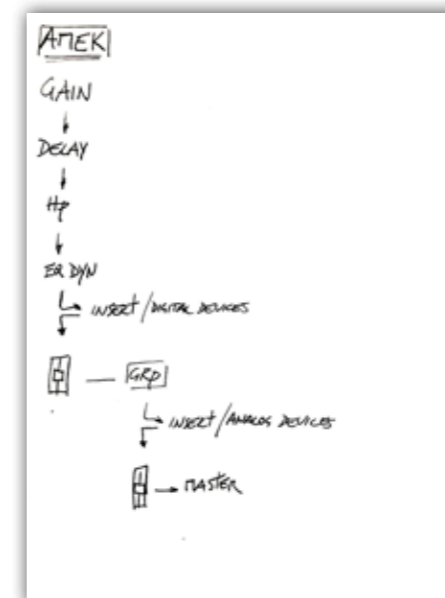 AMEK
GAIN
DELAY
HP
EQ DYN
INSERT/DIGITAL DEVICES
GRP
INSERT/ANALOG DEVICES
MASTER